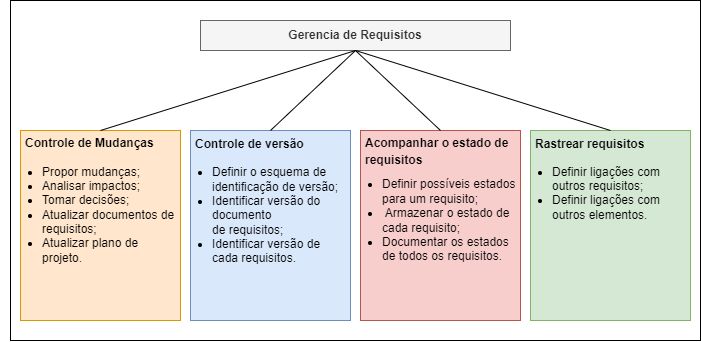 Gerencia de Requisitos
Controle de Mudanças
Propor mudanças;
Analisar impactos;
Tomar decisões;
Atualizar documentos de
requisitos;
Atualizar plano de
projeto.
Controle de versão
Definir o esquema de
identificação de versão;
Identificar versão do
documento
de requisitos;
Identificar versão de
cada requisitos.
Acompanhar o estado de
requisitos
Definir possíveis estados
para um requisito;
Armazenar o estado de
cada requisito;
Documentar os estados
de todos os requisitos.
Rastrear requisitos
Definir ligações com
outros requisitos;
Definir ligações com
outros elementos.